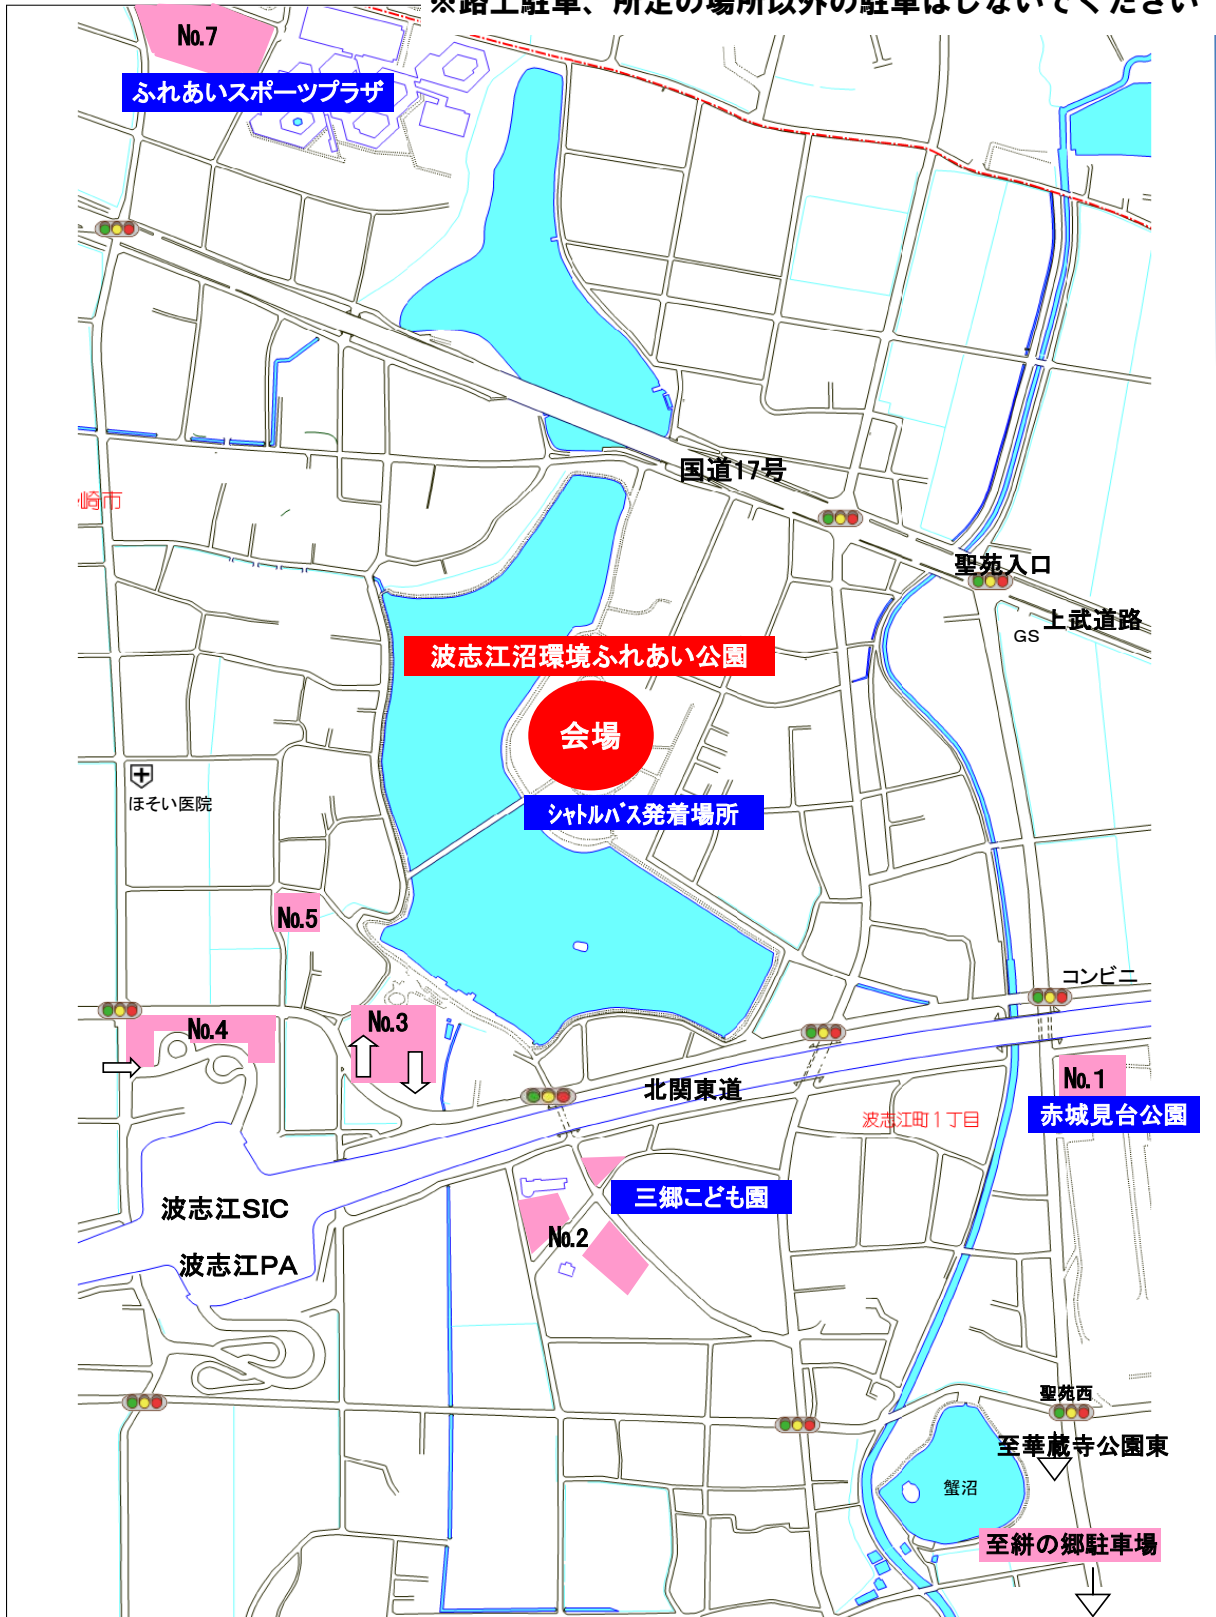 ※路上駐車、所定の場所以外の駐車はしないでください
No.7
ふれあいスポーツプラザ
国道17号
崎市
聖苑入口
上武道路
GS
波志江沼環境ふれあい公園
会場
シャトルバス発着場所
ほそい医院
No.5
コンビニ
No.3
No.4
北関東道
No.1
赤城見台公園
波志江町1丁目
三郷こども園
波志江SIC
No.2
波志江PA
聖苑西
至華蔵寺公園東
蟹沼
至絣の郷駐車場